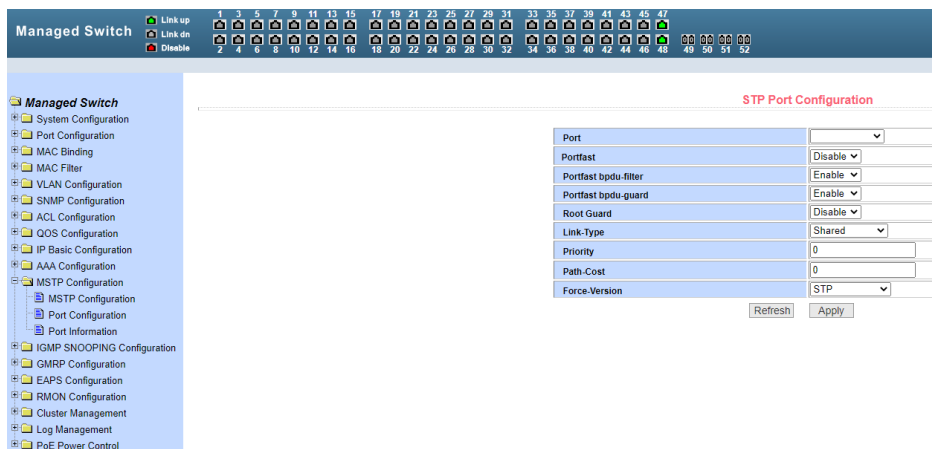 Managed Switch
Link up
Link dn
Disable
1 3 5 7 9 11 13 15 17 19 21 23 25 27 29 31 33 35 37 39 41 43 45 47
2 4 6 8 10 12 14 16 18 20 22 24 26 28 30 32 34 36 38 40 42 44 46 48 49 50 51 52
Managed Switch
System Configuration
Port Configuration
MAC Binding
MAC Filter
VLAN Configuration
SNMP Configuration
ACL Configuration
QOS Configuration
IP Basic Configuration
AAA Configuration
MSTP Configuration
MSTP Configuration
Port Configuration
Port Information
IGMP SNOOPING Configuration
GMRP Configuration
EAPS Configuration
RMON Configuration
Cluster Management
Log Management
PoE Power Control
STP Port Configuration
Port
Portfast Disable
Portfast bpdu-filter Enable
Portfast bpdu-guard Enable
Root Guard Disable
Link-Type Shared
Priority 0
Path-Cost 0
Force-Version STP
Refresh Apply